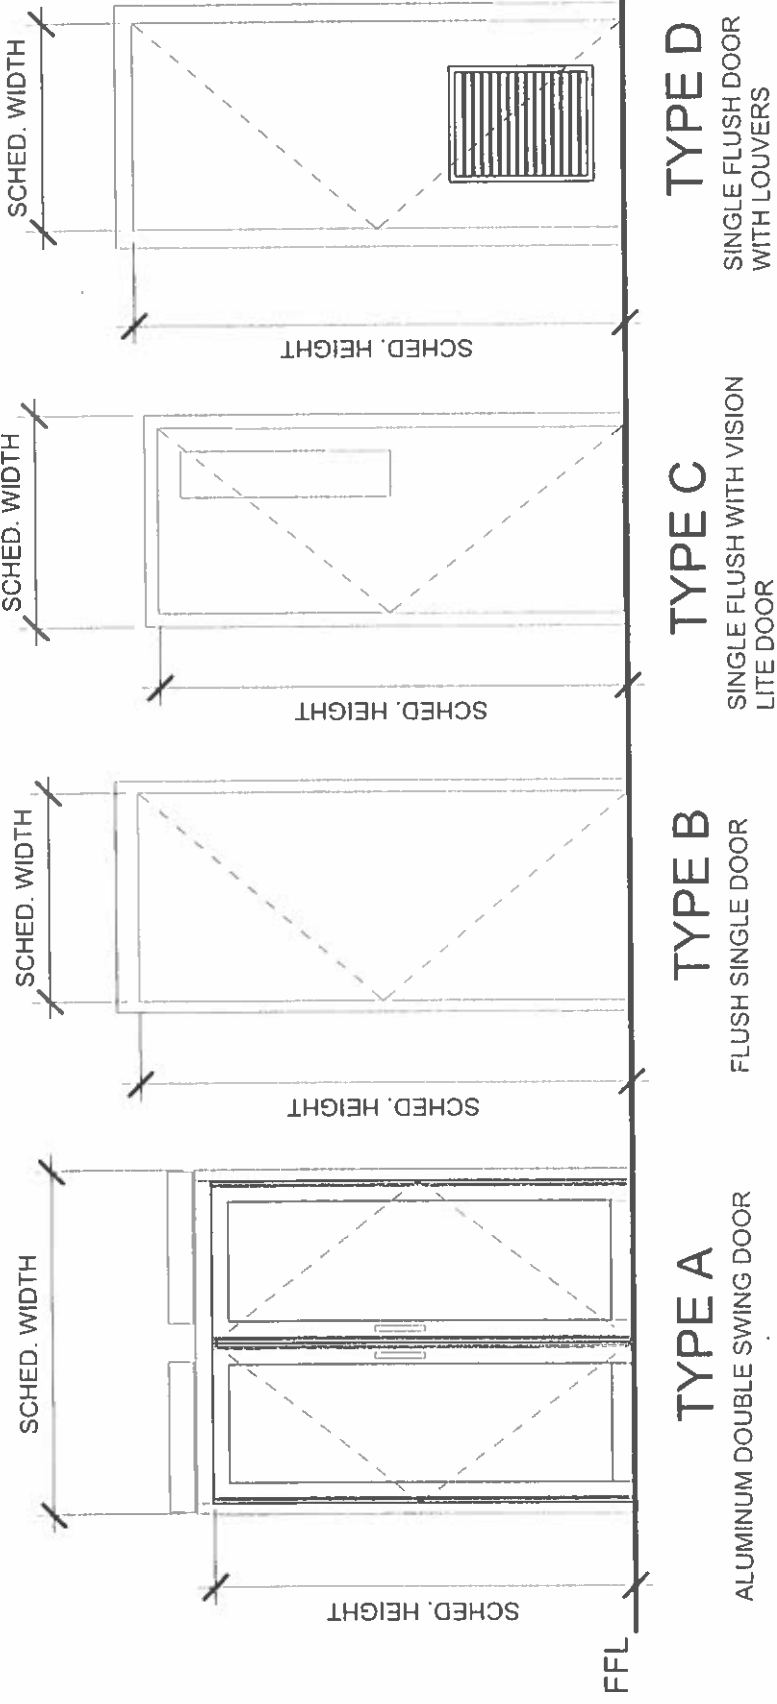 SCHED. WIDTH
SCHED. HEIGHT
FFL
TYPE A
ALUMINUM DOUBLE SWING DOOR
SCHED. WIDTH
SCHED. HEIGHT
TYPE B
FLUSH SINGLE DOOR
SCHED. WIDTH
SCHED. HEIGHT
TYPE C
SINGLE FLUSH WITH VISION
LITE DOOR
SCHED. WIDTH
SCHED. HEIGHT
TYPE D
SINGLE FLUSH DOOR
WITH LOUVERS